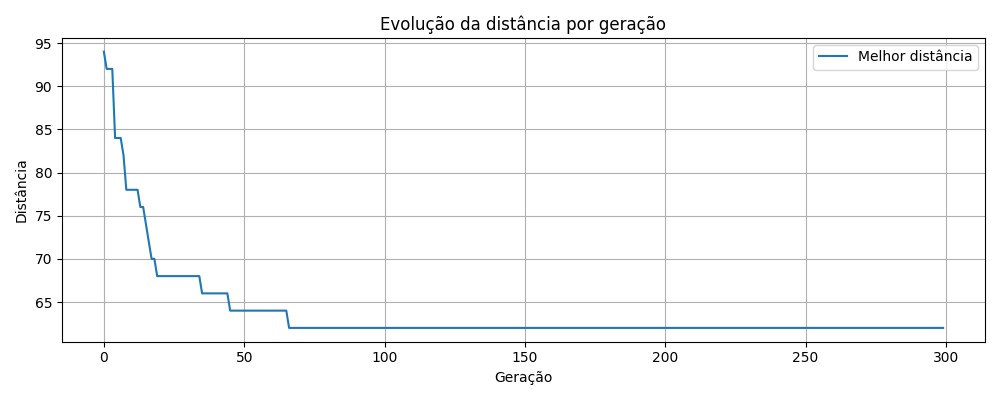 Evolução da distância por geração
Melhor distância
Distância
95
90
85
80
75
70
65
0 50 100 150 200 250 300
Geração